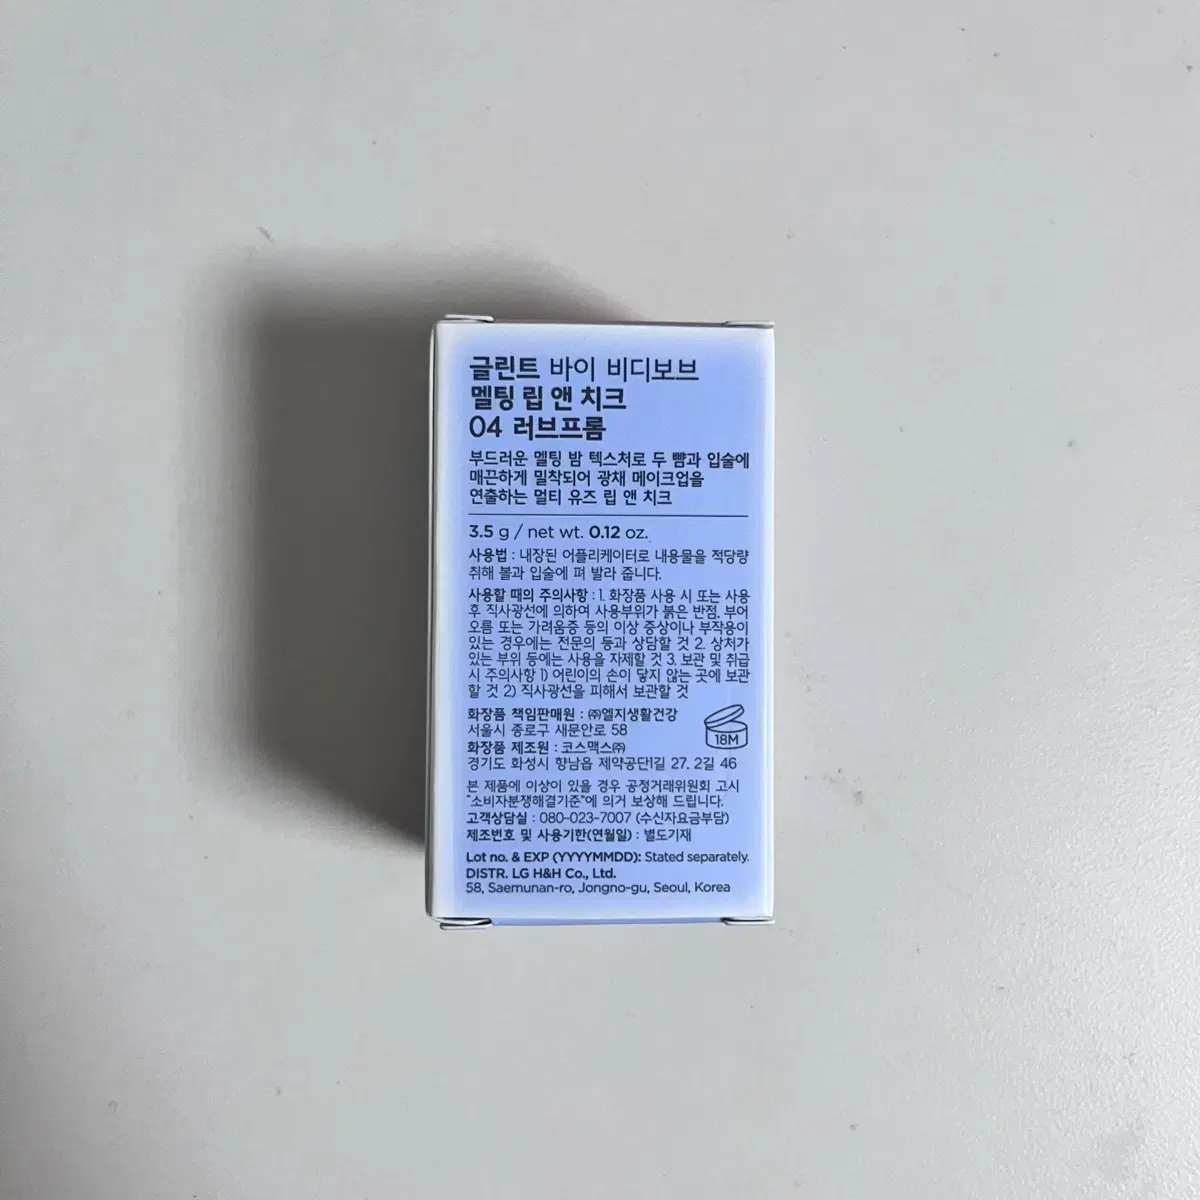 글린트 바이 비디보브
멜팅 립 앤 치크
04 러브프롬
부드러운 멜팅 밤 텍스처로 두 뺨과 입술에
매끈하게 밀착되어 광채 메이크업을
연출하는 멀티 유즈 립 앤 치크
3.5 g / net wt. 0.12 oz.
사용법 : 내장된 어플리케이터로 내용물을 적당량
취해 볼과 입술에 펴 발라 줍니다.
사용할 때의 주의사항 : 1. 화장품 사용 시 또는 사용
후 직사광선에 의하여 사용부위가 붉은 반점, 부어
오름 또는 가려움증 등의 이상 증상이나 부작용이
있는 경우에는 전문의 등과 상담할 것 2. 상처가
있는 부위 등에는 사용을 자제할 것 3. 보관 및 취급
시 주의사항 1) 어린이의 손이 닿지 않는 곳에 보관
할 것 2) 직사광선을 피해서 보관할 것
화장품 책임판매원 : ㈜엘지생활건강
서울시 종로구 새문안로 58
화장품 제조원 : 코스맥스㈜
경기도 화성시 향남읍 제약공단1길 27, 2길 46
18M
본 제품에 이상이 있을 경우 공정거래위원회 고시
"소비자분쟁해결기준"에 의거 보상해 드립니다.
고객상담실 : 080-023-7007 (수신자요금부담)
제조번호 및 사용기한(연월일) : 별도기재
Lot no. & EXP (YYYYMMDD): Stated separately.
DISTR. LG H&H Co., Ltd.
58, Saemunan-ro, Jongno-gu, Seoul, Korea